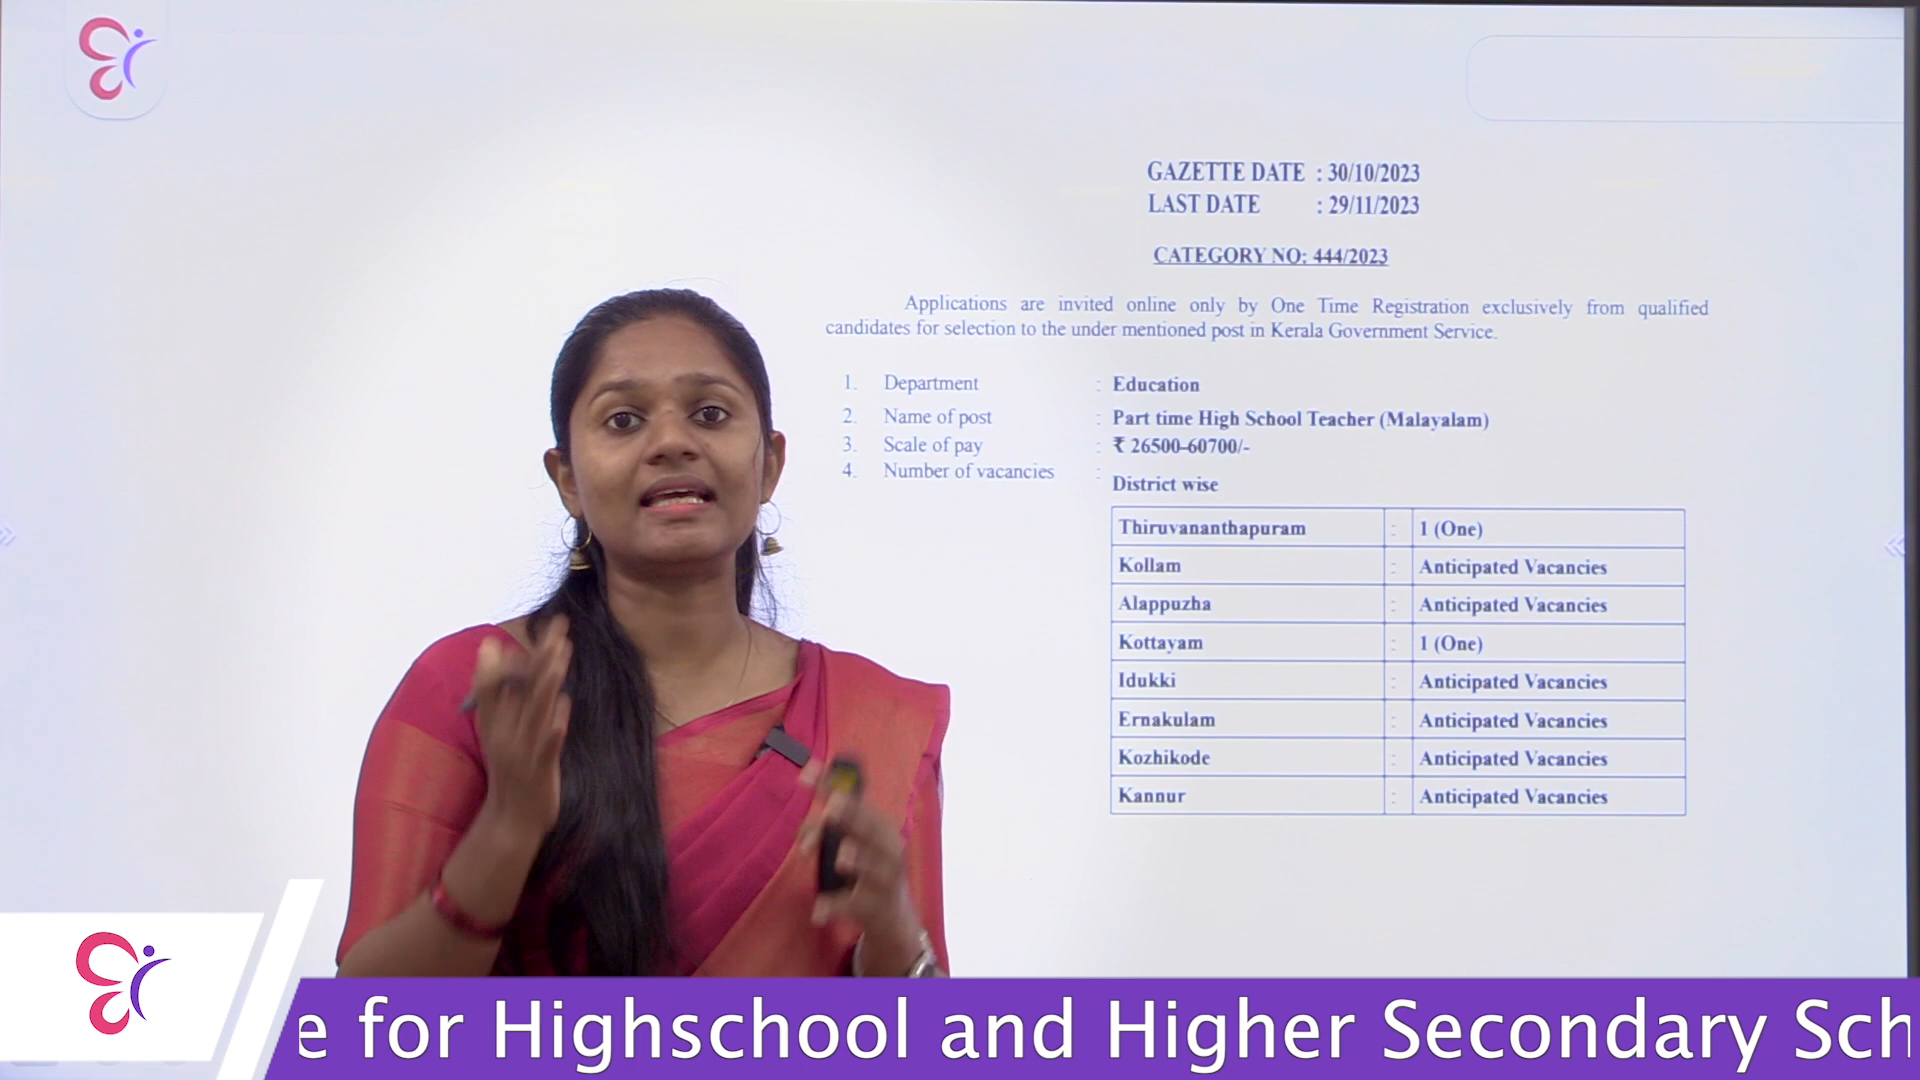 GAZETTE DATE : 30/10/2023
LAST DATE : 29/11/2023
CATEGORY NO: 444/2023
Applications are invited online only by One Time Registration exclusively from qualified
candidates for selection to the under mentioned post in Kerala Government Service.
1. Department : Education
2. Name of post : Part time High School Teacher (Malayalam)
3. Scale of pay : ₹ 26500-60700/-
4. Number of vacancies :
District wise
Thiruvananthapuram : 1 (One)
Kollam : Anticipated Vacancies
Alappuzha : Anticipated Vacancies
Kottayam : 1 (One)
Idukki : Anticipated Vacancies
Ernakulam : Anticipated Vacancies
Kozhikode : Anticipated Vacancies
Kannur : Anticipated Vacancies
e for Highschool and Higher Secondary Sch